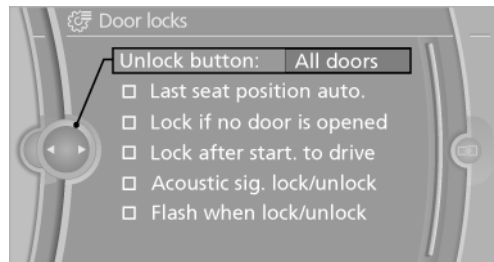 Door locks
Unlock button: All doors
Last seat position auto.
Lock if no door is opened
Lock after start. to drive
Acoustic sig. lock/unlock
Flash when lock/unlock